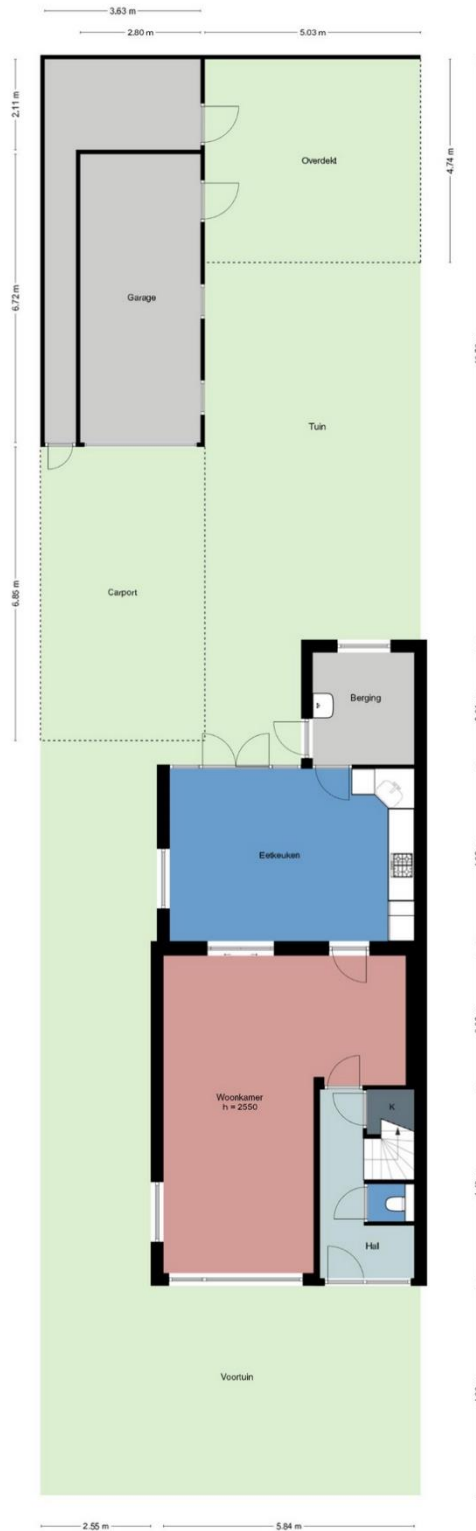 3.63 m
2.80 m
5.03 m
2.11 m
4.74 m
Overdekt
Garage
6.72 m
Tuin
Carport
6.85 m
Berging
Eetkeuken
Woonkamer
h = 2550
K
Hal
Voortuin
2.55 m
5.84 m